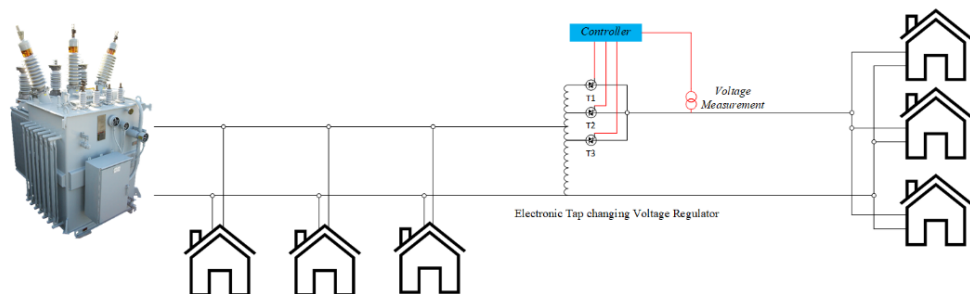 Controller
T1
T2
T3
Voltage
Measurement
Electronic Tap changing Voltage Regulator